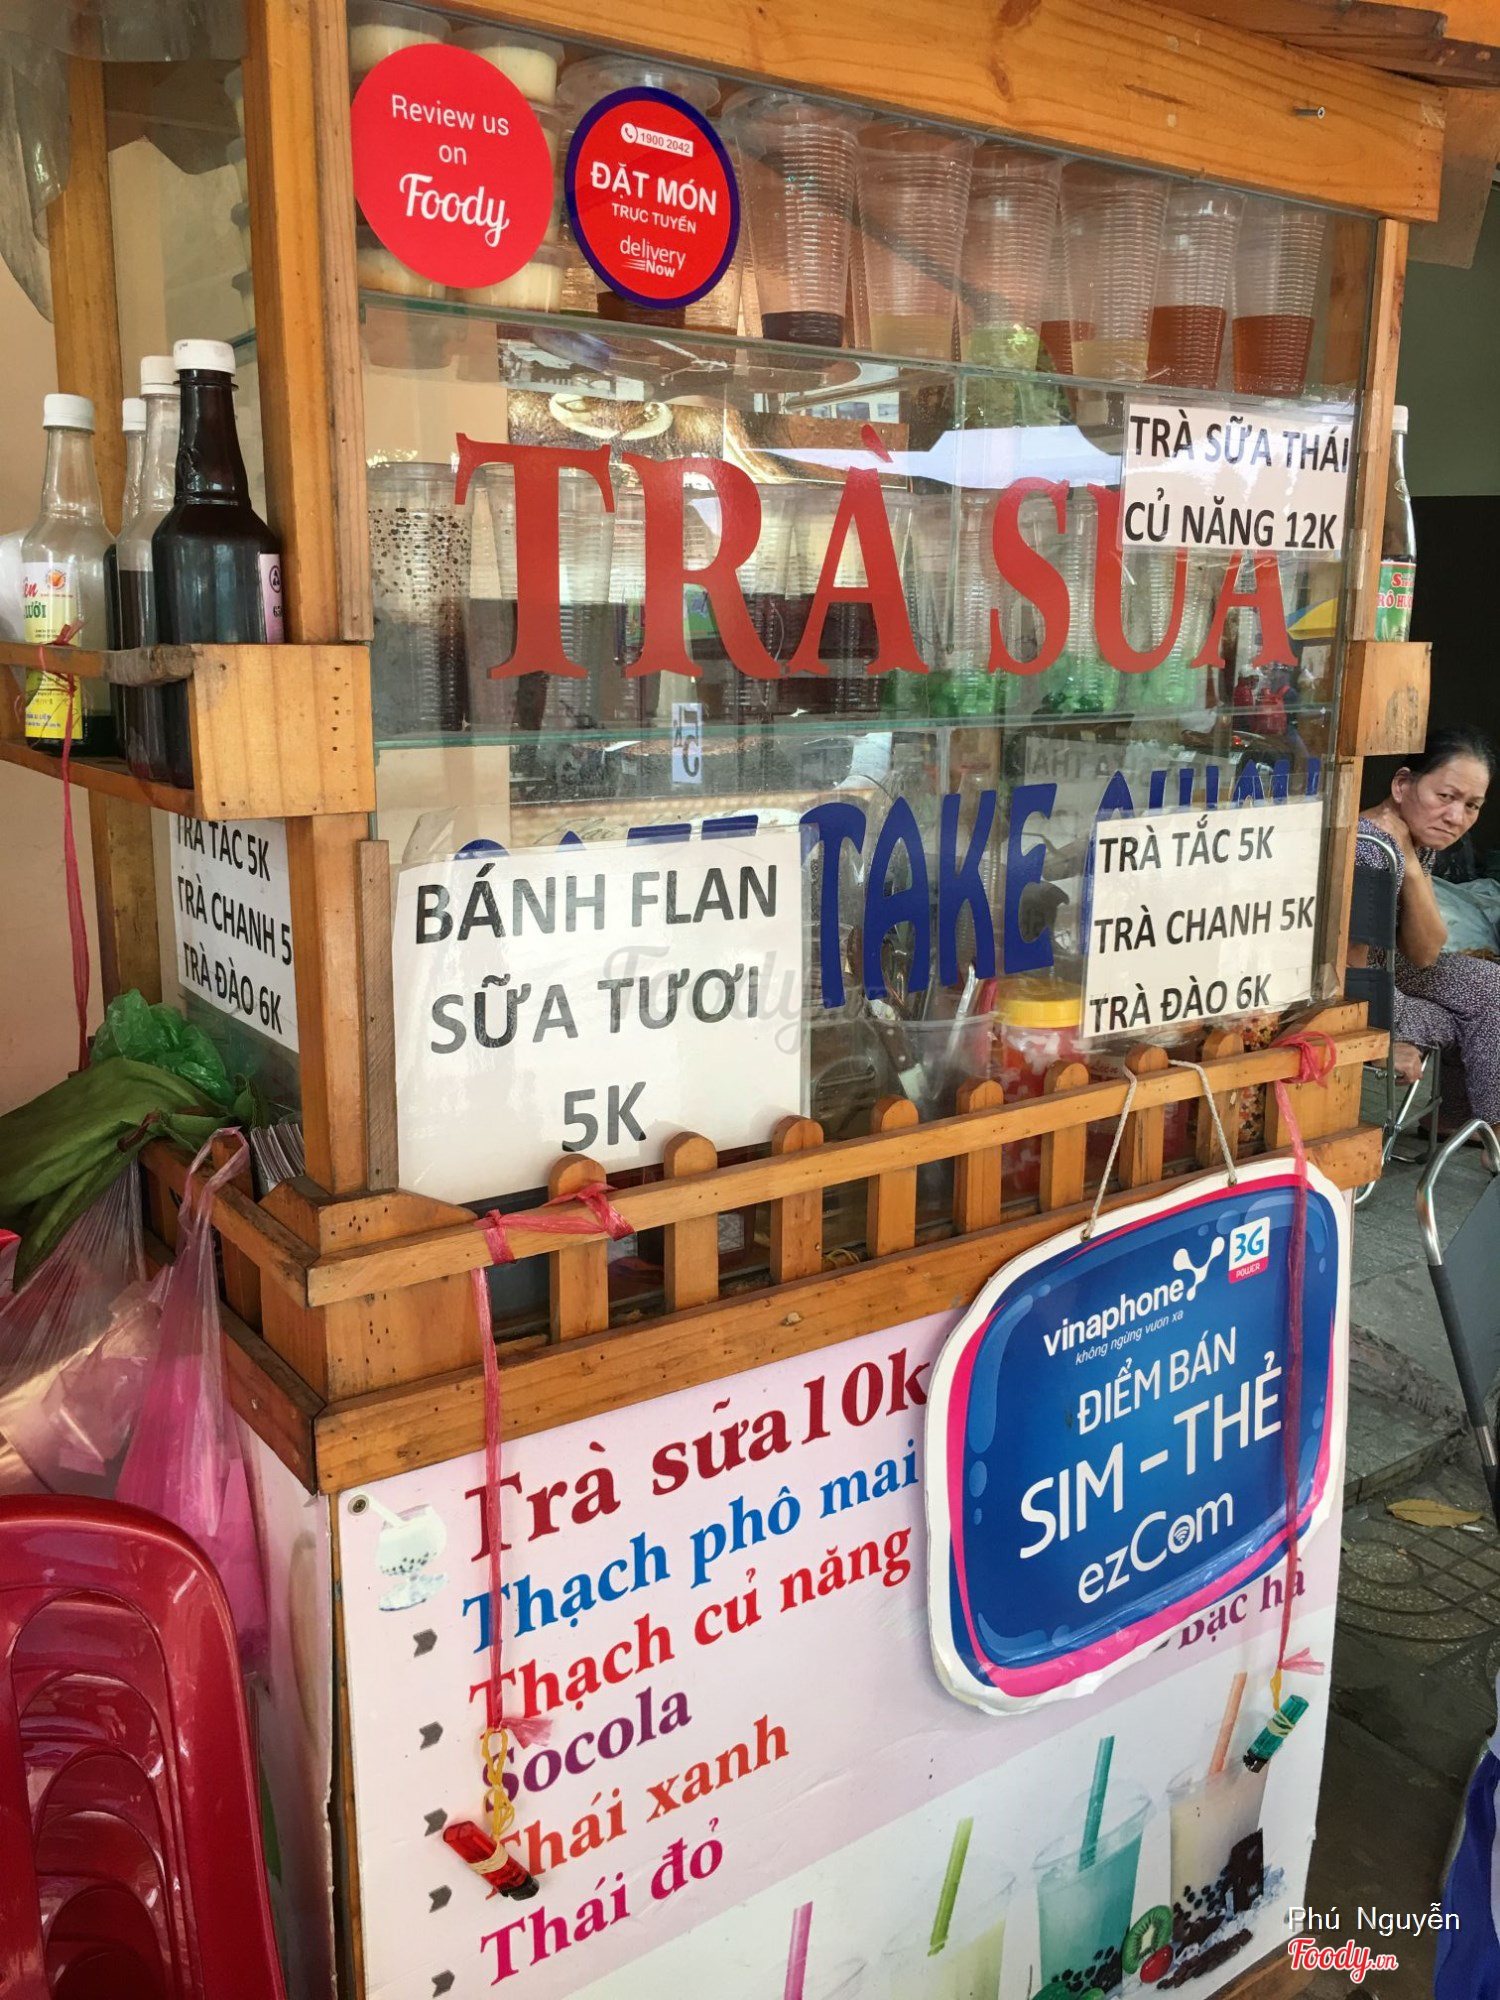 Review us
on
Foody
1900 2042
ĐẶT MÓN
TRỰC TUYẾN
delivery
Now
TRÀ SỮA
TRÀ SỮA THÁI
CỦ NĂNG 12K
TAKE
TRÀ TẮC 5K
TRÀ CHANH 5
TRÀ ĐÀO 6K
BÁNH FLAN
SỮA TƯƠI
5K
TRÀ TẮC 5K
TRÀ CHANH 5K
TRÀ ĐÀO 6K
Foody.vn
vinaphone
không ngừng vươn xa
3G
POWER
ĐIỂM BÁN
SIM - THẺ
ezCom
Trà sữa 10k
Thạch phô mai
Thạch củ năng
Socola
Thái xanh
Thái đỏ
- Bạc hà
Phú Nguyễn
Foody.vn